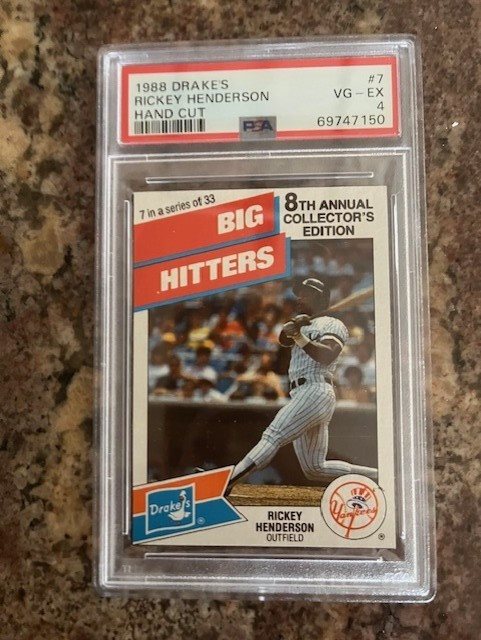 1988 DRAKE'S
RICKEY HENDERSON
HAND CUT
#7
VG – EX
4
69747150
PSA
7 in a series of 33
BIG
HITTERS
8TH ANNUAL
COLLECTOR'S
EDITION
Drake's ®
RICKEY
HENDERSON
OUTFIELD
Yankees
®